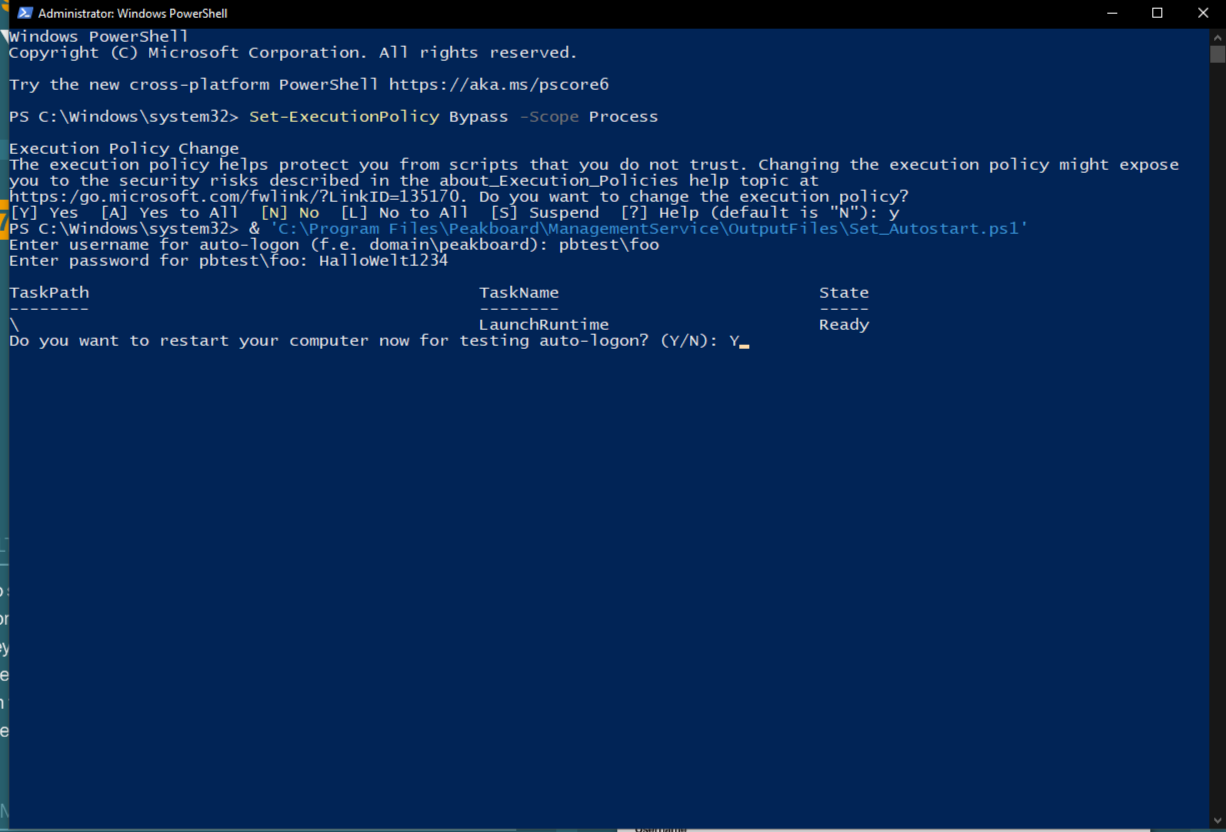 Administrator: Windows PowerShell
Windows PowerShell
Copyright (C) Microsoft Corporation. All rights reserved.
Try the new cross-platform PowerShell https://aka.ms/pscore6
PS C:\Windows\system32> Set-ExecutionPolicy Bypass -Scope Process
Execution Policy Change
The execution policy helps protect you from scripts that you do not trust. Changing the execution policy might expose
you to the security risks described in the about_Execution_Policies help topic at
https:/go.microsoft.com/fwlink/?LinkID=135170. Do you want to change the execution policy?
[Y] Yes  [A] Yes to All  [N] No  [L] No to All  [S] Suspend  [?] Help (default is "N"): y
PS C:\Windows\system32> & 'C:\Program Files\Peakboard\ManagementService\OutputFiles\Set_Autostart.ps1'
Enter username for auto-logon (f.e. domain\peakboard): pbtest\foo
Enter password for pbtest\foo: HalloWelt1234
TaskPath TaskName State
-------- -------- -----
\ LaunchRuntime Ready
Do you want to restart your computer now for testing auto-logon? (Y/N): Y